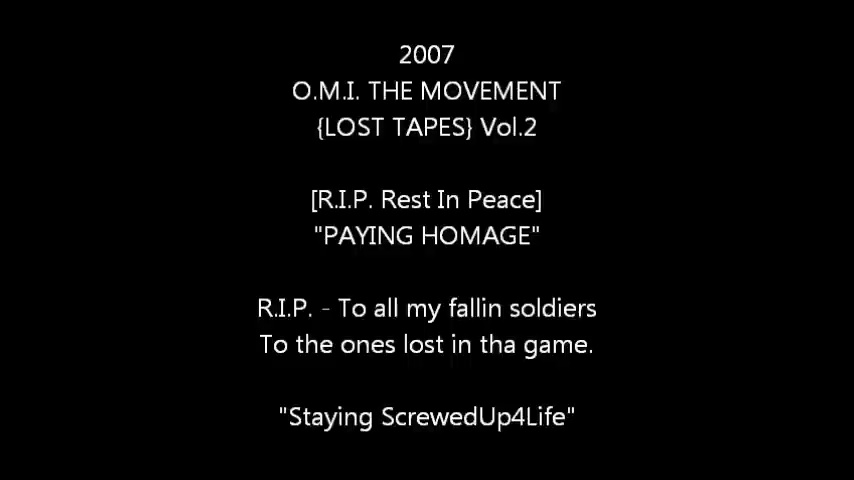 2007
O.M.I. THE MOVEMENT
{LOST TAPES} Vol.2
[R.I.P. Rest In Peace]
"PAYING HOMAGE"
R.I.P. - To all my fallin soldiers
To the ones lost in tha game.
"Staying ScrewedUp4Life"